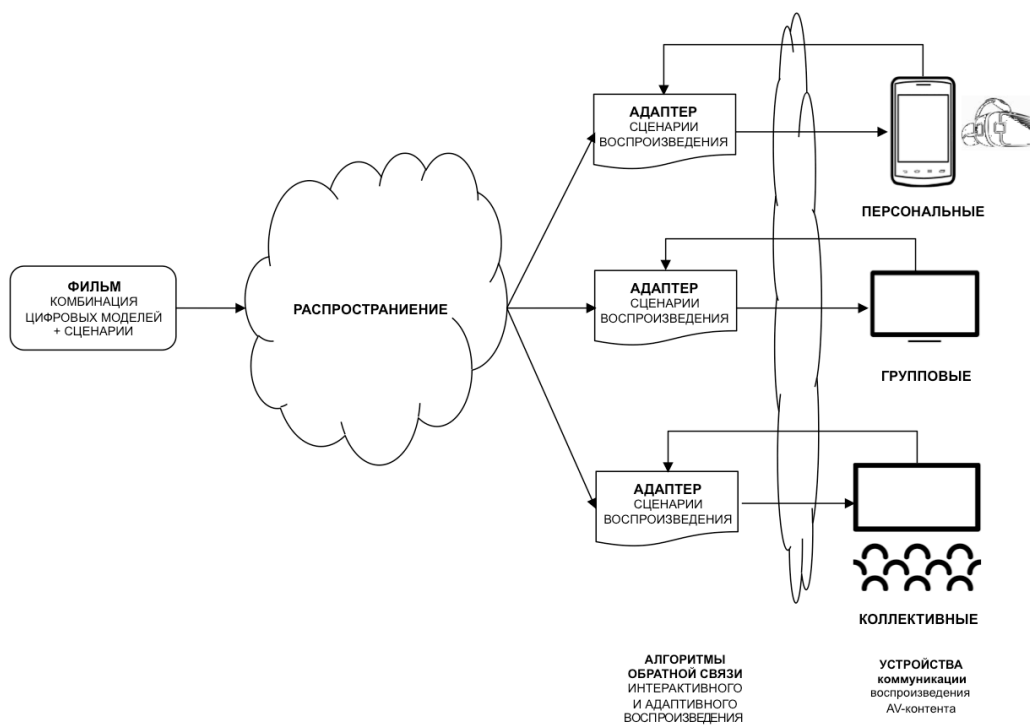 ФИЛЬМ
КОМБИНАЦИЯ
ЦИФРОВЫХ МОДЕЛЕЙ
+ СЦЕНАРИИ
РАСПРОСТРАНИЕНИЕ
АДАПТЕР
СЦЕНАРИИ
ВОСПРОИЗВЕДЕНИЯ
ПЕРСОНАЛЬНЫЕ
АДАПТЕР
СЦЕНАРИИ
ВОСПРОИЗВЕДЕНИЯ
ГРУППОВЫЕ
АДАПТЕР
СЦЕНАРИИ
ВОСПРОИЗВЕДЕНИЯ
КОЛЛЕКТИВНЫЕ
АЛГОРИТМЫ
ОБРАТНОЙ СВЯЗИ
ИНТЕРАКТИВНОГО
И АДАПТИВНОГО
ВОСПРОИЗВЕДЕНИЯ
УСТРОЙСТВА
коммуникации
воспроизведения
AV-контента